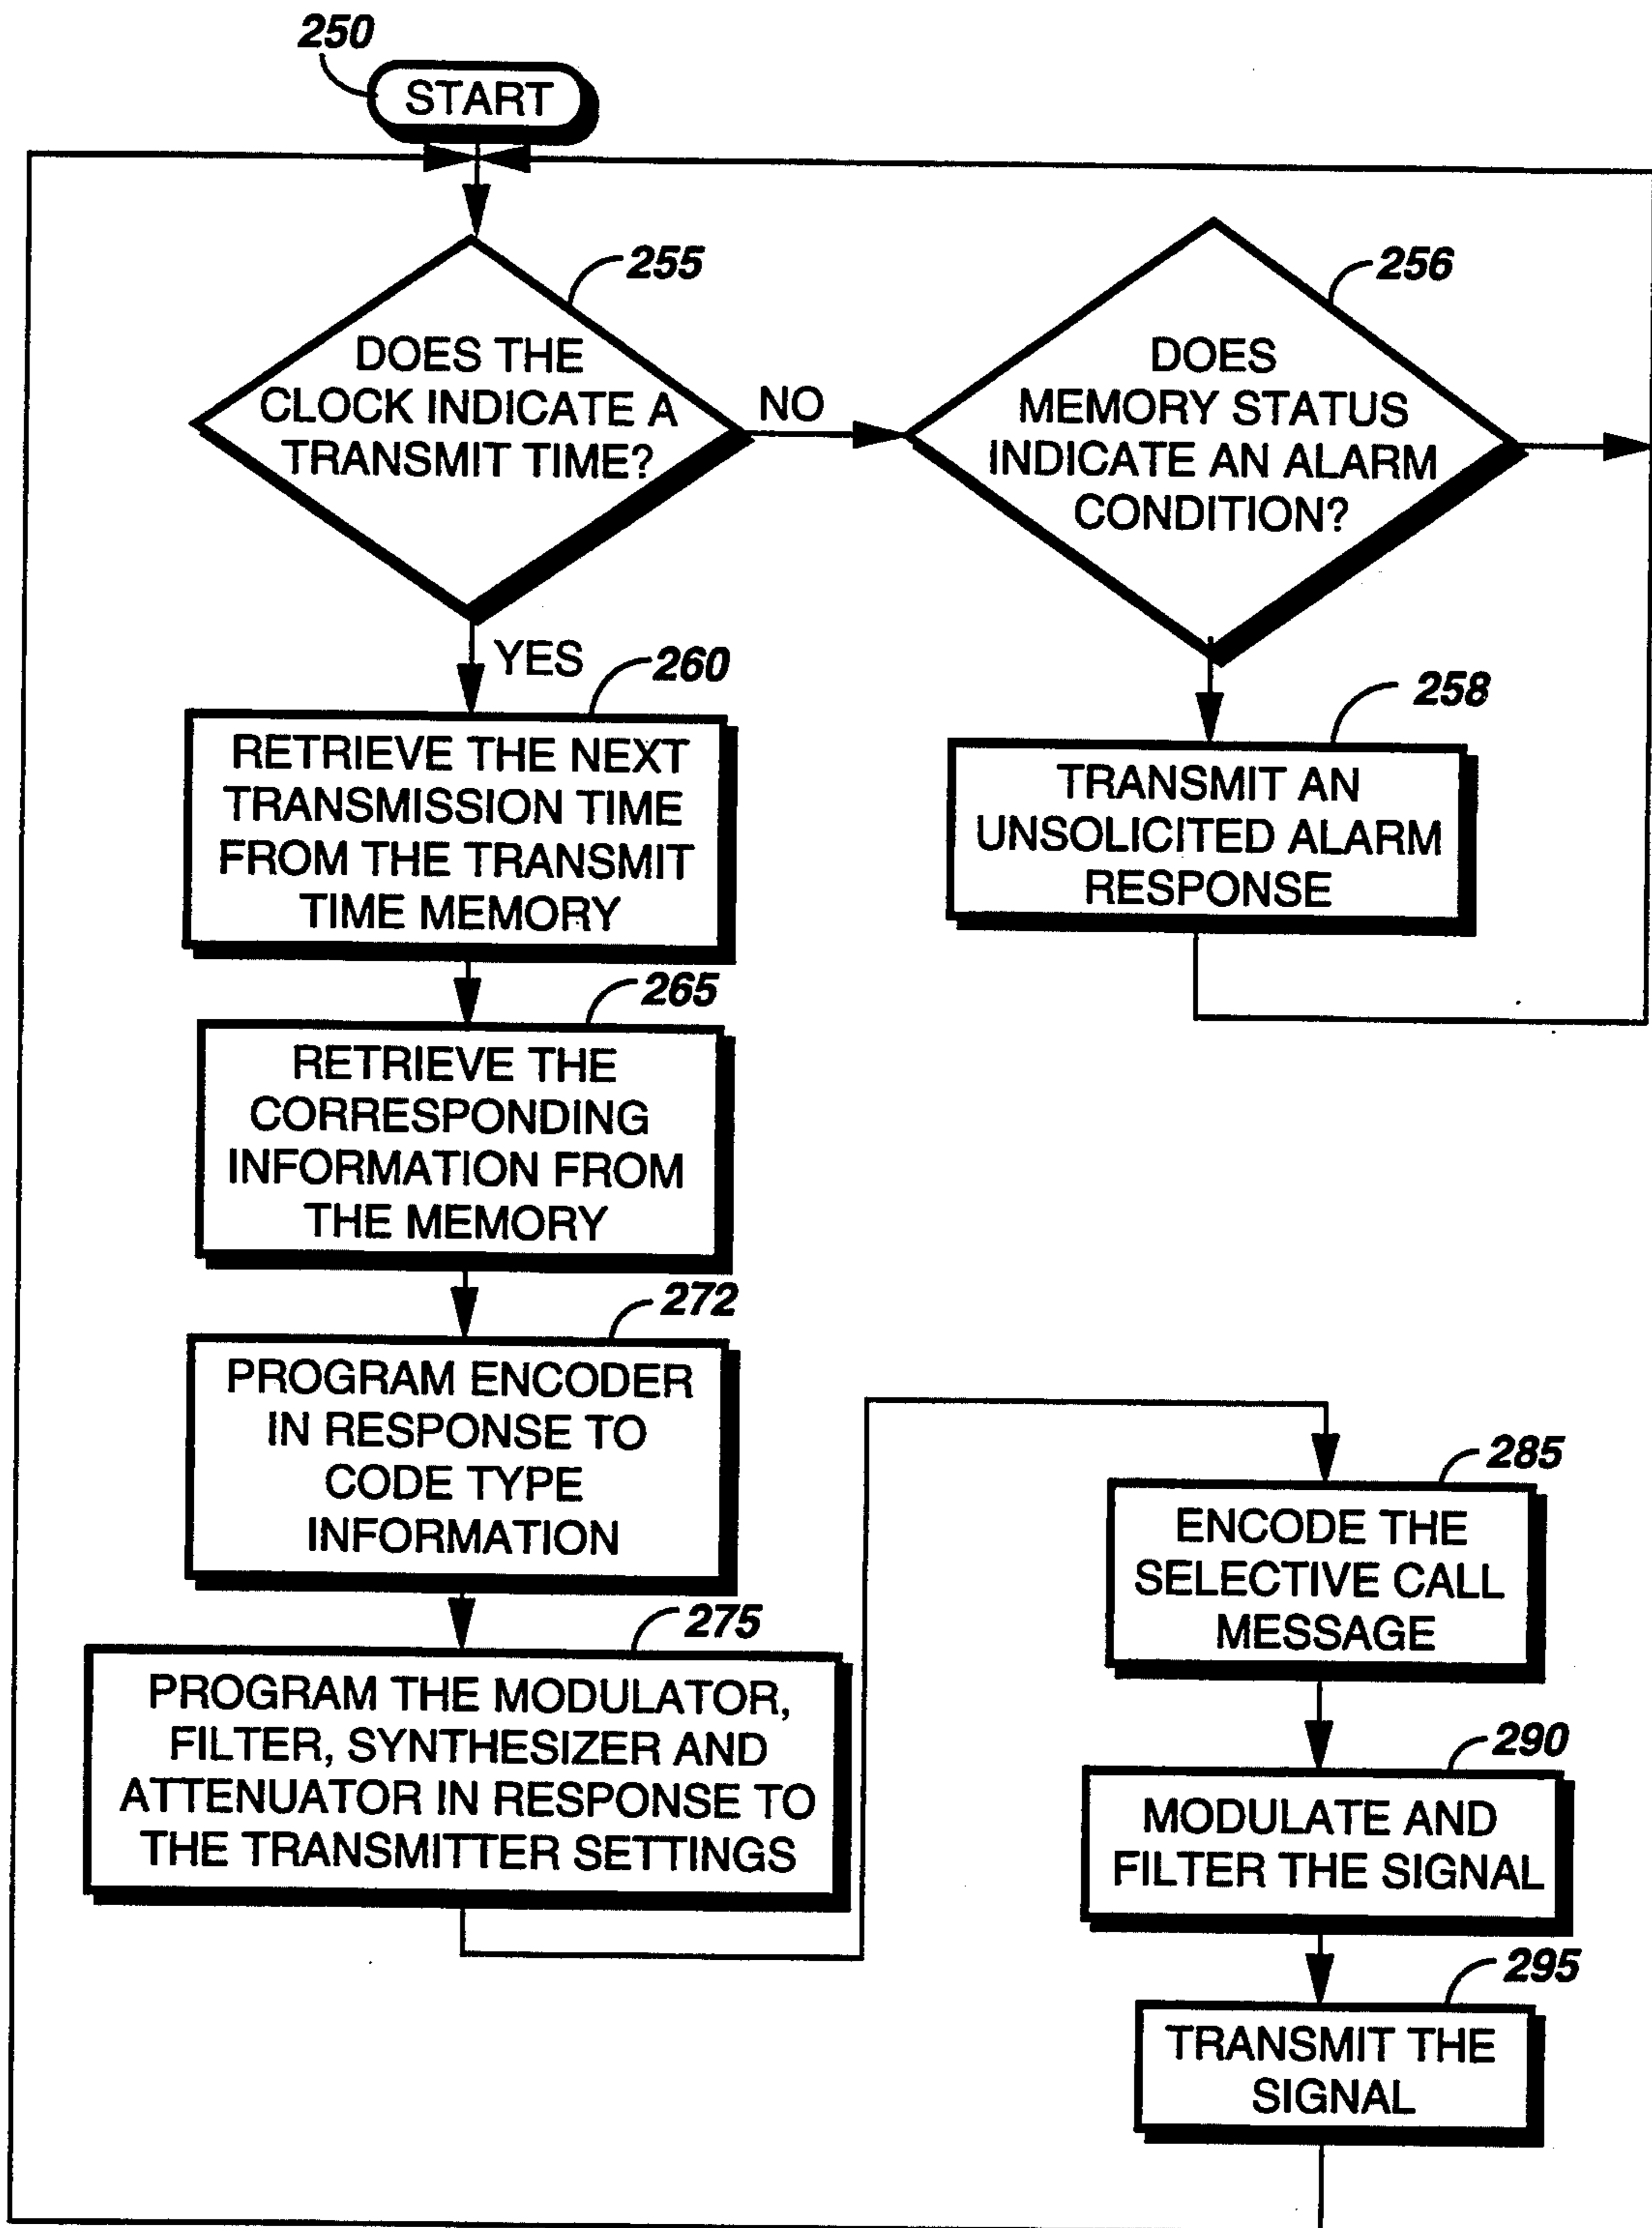 250
START
255
DOES THE
CLOCK INDICATE A
TRANSMIT TIME?
NO
256
DOES
MEMORY STATUS
INDICATE AN ALARM
CONDITION?
YES
258
TRANSMIT AN
UNSOLICITED ALARM
RESPONSE
260
RETRIEVE THE NEXT
TRANSMISSION TIME
FROM THE TRANSMIT
TIME MEMORY
265
RETRIEVE THE
CORRESPONDING
INFORMATION FROM
THE MEMORY
272
PROGRAM ENCODER
IN RESPONSE TO
CODE TYPE
INFORMATION
275
PROGRAM THE MODULATOR,
FILTER, SYNTHESIZER AND
ATTENUATOR IN RESPONSE TO
THE TRANSMITTER SETTINGS
285
ENCODE THE
SELECTIVE CALL
MESSAGE
290
MODULATE AND
FILTER THE SIGNAL
295
TRANSMIT THE
SIGNAL